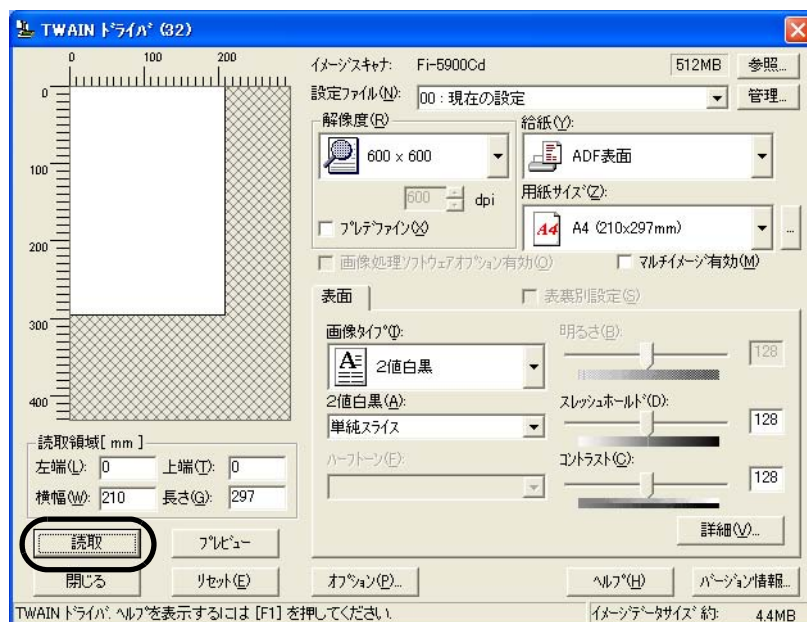 TWAIN ﾄﾞﾗｲﾊﾞ (32)
0 100 200
0
100
200
300
400
ｲﾒｰｼﾞｽｷｬﾅ: Fi-5900Cd 512MB 参照...
設定ﾌｧｲﾙ(N): 00 : 現在の設定 管理...
解像度(R)
600 × 600
600 dpi
ﾌﾟﾚﾃﾞﾌｧｲﾝ(X)
給紙(Y):
ADF表面
用紙ｻｲｽﾞ(Z):
A4 A4 (210x297mm) ...
画像処理ｿﾌﾄｳｪｱｵﾌﾟｼｮﾝ有効(O) ﾏﾙﾁｲﾒｰｼﾞ有効(M)
表面 表裏別設定(S)
画像ﾀｲﾌﾟ(I):
A 2値白黒
2値白黒(A):
単純ｽﾗｲｽ
ﾊｰﾌﾄｰﾝ(F):
明るさ(B):
128
ｽﾚｯｼｭﾎｰﾙﾄﾞ(D):
128
ｺﾝﾄﾗｽﾄ(C):
128
詳細(V)...
読取領域[ mm ]
左端(L): 0 上端(T): 0
横幅(W): 210 長さ(G): 297
読取 ﾌﾟﾚﾋﾞｭｰ
閉じる ﾘｾｯﾄ(E) ｵﾌﾟｼｮﾝ(P)... ﾍﾙﾌﾟ(H) ﾊﾞｰｼﾞｮﾝ情報...
TWAIN ﾄﾞﾗｲﾊﾞ. ﾍﾙﾌﾟを表示するには [F1] を押してください. ｲﾒｰｼﾞﾃﾞｰﾀｻｲｽﾞ 約: 4.4MB